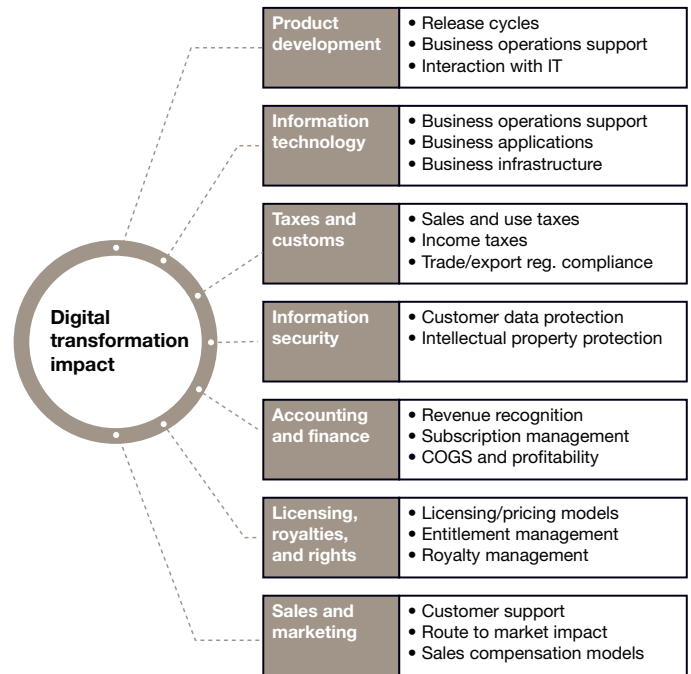 Product
development
• Release cycles
• Business operations support
• Interaction with IT
Information
technology
• Business operations support
• Business applications
• Business infrastructure
Taxes and
customs
• Sales and use taxes
• Income taxes
• Trade/export reg. compliance
Digital
transformation
impact
Information
security
• Customer data protection
• Intellectual property protection
Accounting
and finance
• Revenue recognition
• Subscription management
• COGS and profitability
Licensing,
royalties,
and rights
• Licensing/pricing models
• Entitlement management
• Royalty management
Sales and
marketing
• Customer support
• Route to market impact
• Sales compensation models